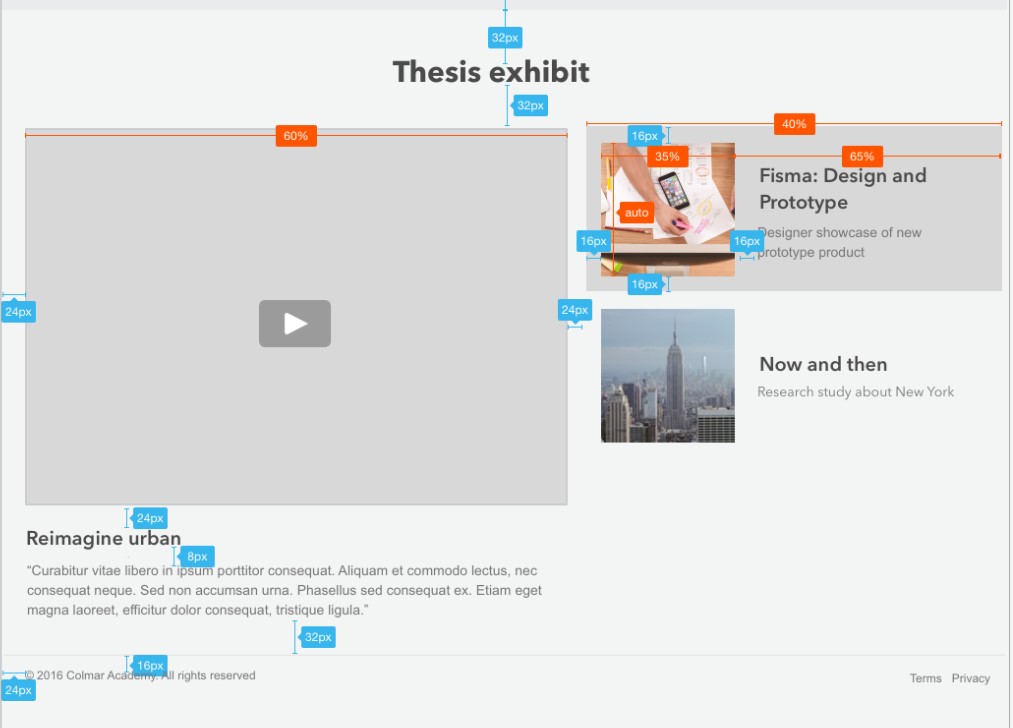 32px
Thesis exhibit
32px
60%
40%
16px
35%
65%
Fisma: Design and
Prototype
auto
Designer showcase of new
prototype product
16px
16px
16px
24px
24px
Now and then
Research study about New York
24px
Reimagine urban
8px
"Curabitur vitae libero in ipsum porttitor consequat. Aliquam et commodo lectus, nec
consequat neque. Sed non accumsan urna. Phasellus sed consequat ex. Etiam eget
magna laoreet, efficitur dolor consequat, tristique ligula."
32px
16px
© 2016 Colmar Academy. All rights reserved
Terms Privacy
24px